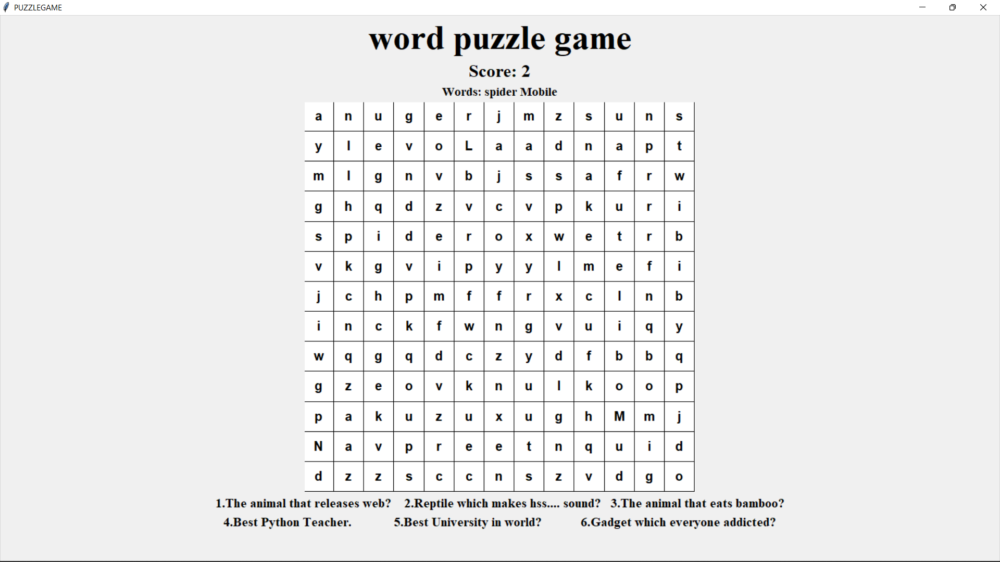 PUZZLEGAME
word puzzle game
Score: 2
Words: spider Mobile
a n u g e r j m z s u n s
y l e v o L a a d n a p t
m l g n v b j s s a f r w
g h q d z v c v p k u r i
s p i d e r o x w e t r b
v k g v i p y y l m e f i
j c h p m f f r x c l n b
i n c k f w n g v u i q y
w q g q d c z y d f b b q
g z e o v k n u l k o o p
p a k u z u x u g h M m j
N a v p r e e t n q u i d
d z z s c c n s z v d g o
1.The animal that releases web? 2.Reptile which makes hss.... sound? 3.The animal that eats bamboo?
4.Best Python Teacher. 5.Best University in world? 6.Gadget which everyone addicted?